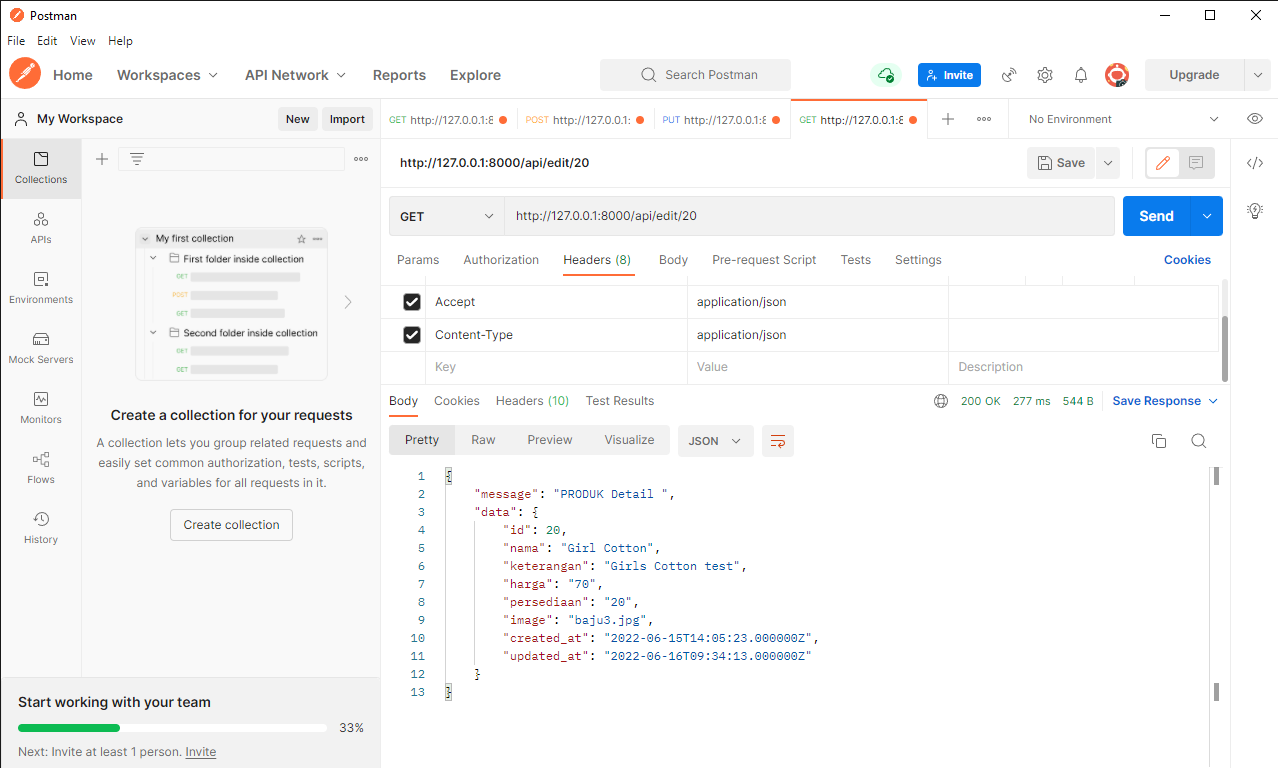 Postman
File Edit View Help
Home Workspaces API Network Reports Explore Search Postman Invite Upgrade
My Workspace New Import
GET http://127.0.0.1:8 POST http://127.0.0.1: PUT http://127.0.0.1:8 GET http://127.0.0.1:8 No Environment
Collections
APIs
Environments
Mock Servers
Monitors
Flows
History
My first collection
First folder inside collection
GET
POST
GET
Second folder inside collection
GET
GET
Create a collection for your requests
A collection lets you group related requests and
easily set common authorization, tests, scripts,
and variables for all requests in it.
Create collection
Start working with your team
33%
Next: Invite at least 1 person. Invite
http://127.0.0.1:8000/api/edit/20 Save
GET http://127.0.0.1:8000/api/edit/20 Send
Params Authorization Headers (8) Body Pre-request Script Tests Settings Cookies
Accept application/json
Content-Type application/json
Key Value Description
Body Cookies Headers (10) Test Results 200 OK 277 ms 544 B Save Response
Pretty Raw Preview Visualize JSON
1 {
2 "message": "PRODUK Detail ",
3 "data": {
4 "id": 20,
5 "nama": "Girl Cotton",
6 "keterangan": "Girls Cotton test",
7 "harga": "70",
8 "persediaan": "20",
9 "image": "baju3.jpg",
10 "created_at": "2022-06-15T14:05:23.000000Z",
11 "updated_at": "2022-06-16T09:34:13.000000Z"
12 }
13 }